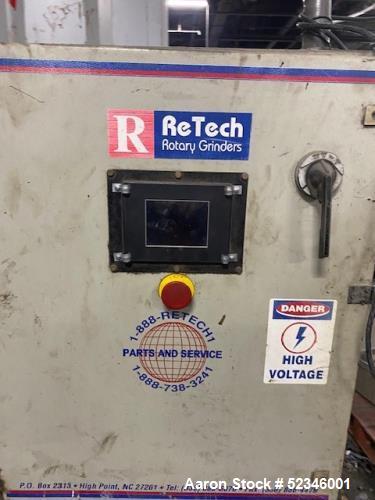 R ReTech
Rotary Grinders
1-888-RETECH1
PARTS AND SERVICE
1-888-738-3241
DANGER
HIGH
VOLTAGE
P.O. Box 2313 • High Point, NC 27261 • Tel:
Aaron Stock # 52346001